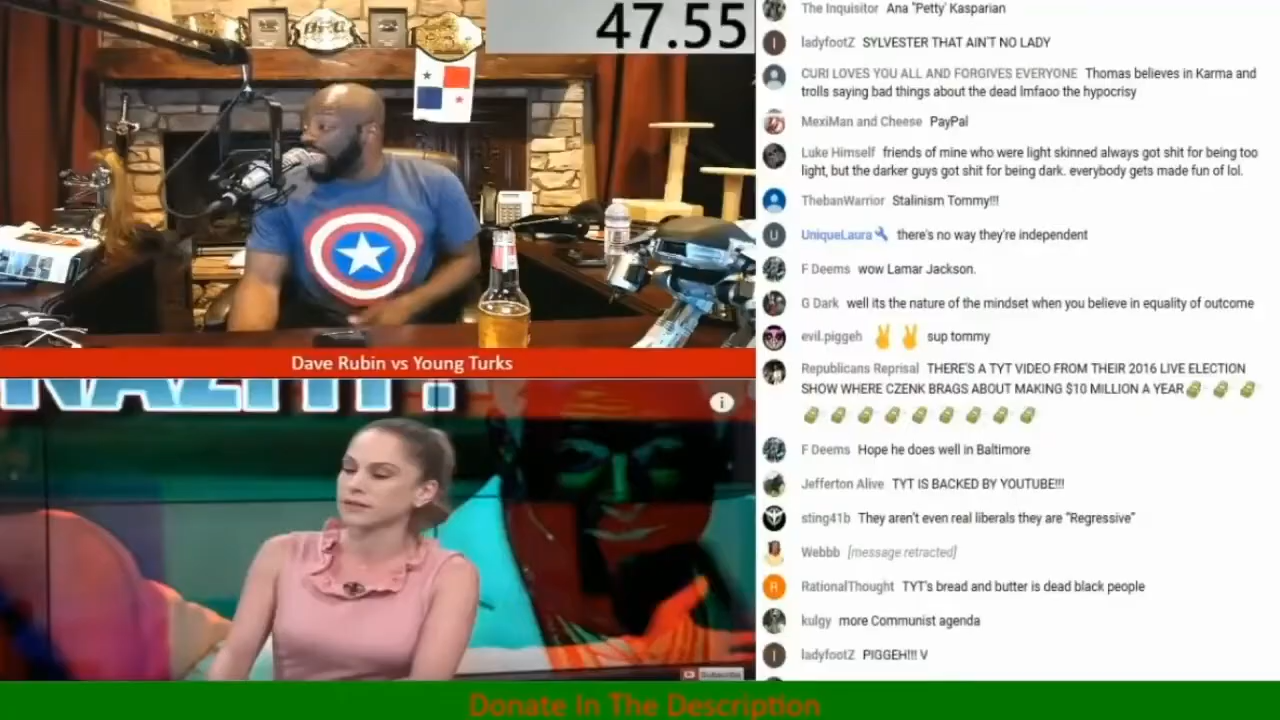 47.55
The Inquisitor Ana "Petty' Kasparian
ladyfootZ SYLVESTER THAT AIN'T NO LADY
CURI LOVES YOU ALL AND FORGIVES EVERYONE Thomas believes in Karma and
trolls saying bad things about the dead lmfaoo the hypocrisy
MexiMan and Cheese PayPal
Luke Himself friends of mine who were light skinned always got shit for being too
light, but the darker guys got shit for being dark. everybody gets made fun of lol.
ThebanWarrior Stalinism Tommy!!!
UniqueLaura there's no way they're independent
F Deems wow Lamar Jackson.
G Dark well its the nature of the mindset when you believe in equality of outcome
evil.piggeh ✌ ✌ sup tommy
Republicans Reprisal THERE'S A TYT VIDEO FROM THEIR 2016 LIVE ELECTION
SHOW WHERE CZENK BRAGS ABOUT MAKING $10 MILLION A YEAR
F Deems Hope he does well in Baltimore
Jefferton Alive TYT IS BACKED BY YOUTUBE!!!
sting41b They aren't even real liberals they are “Regressive”
Webbb [message retracted]
RationalThought TYT's bread and butter is dead black people
kulgy more Communist agenda
ladyfootZ PIGGEH!!! V
Dave Rubin vs Young Turks
Subscribe
Donate In The Description